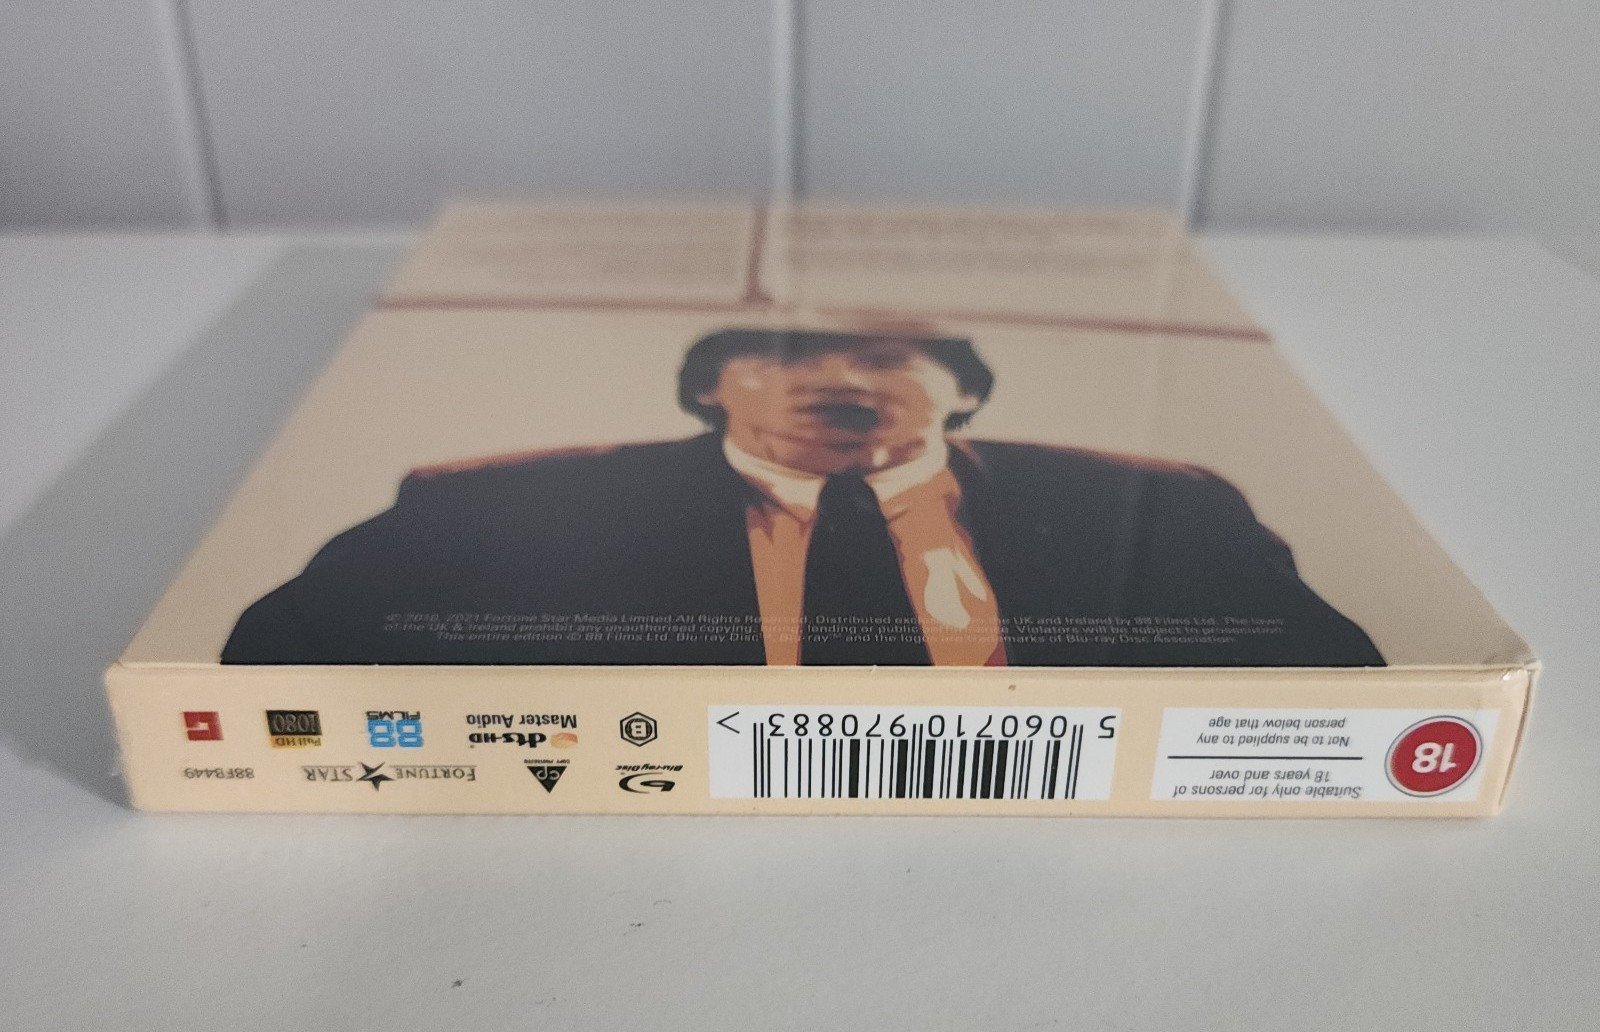 © 2010, 2021 Fortune Star Media Limited.All Rights Distributed UK and Ireland by 88 Films Ltd. The laws
of the UK & Ireland prohibit any unauthorised copying, lending or public Violators will be subject to prosecution.
This entire edition © 88 Films Ltd. Blu-ray Disc™, Blu-ray™ and the logos are trademarks of Blu-ray Disc Association.
18
Suitable only for persons of
18 years and over
Not to be supplied to any
person below that age
5 060710 970883 >
Blu-ray Disc
B
COPY PROTECTED
CP
dts-HD
Master Audio
FORTUNE STAR
88
FILMS
Full HD
1080
88FB449